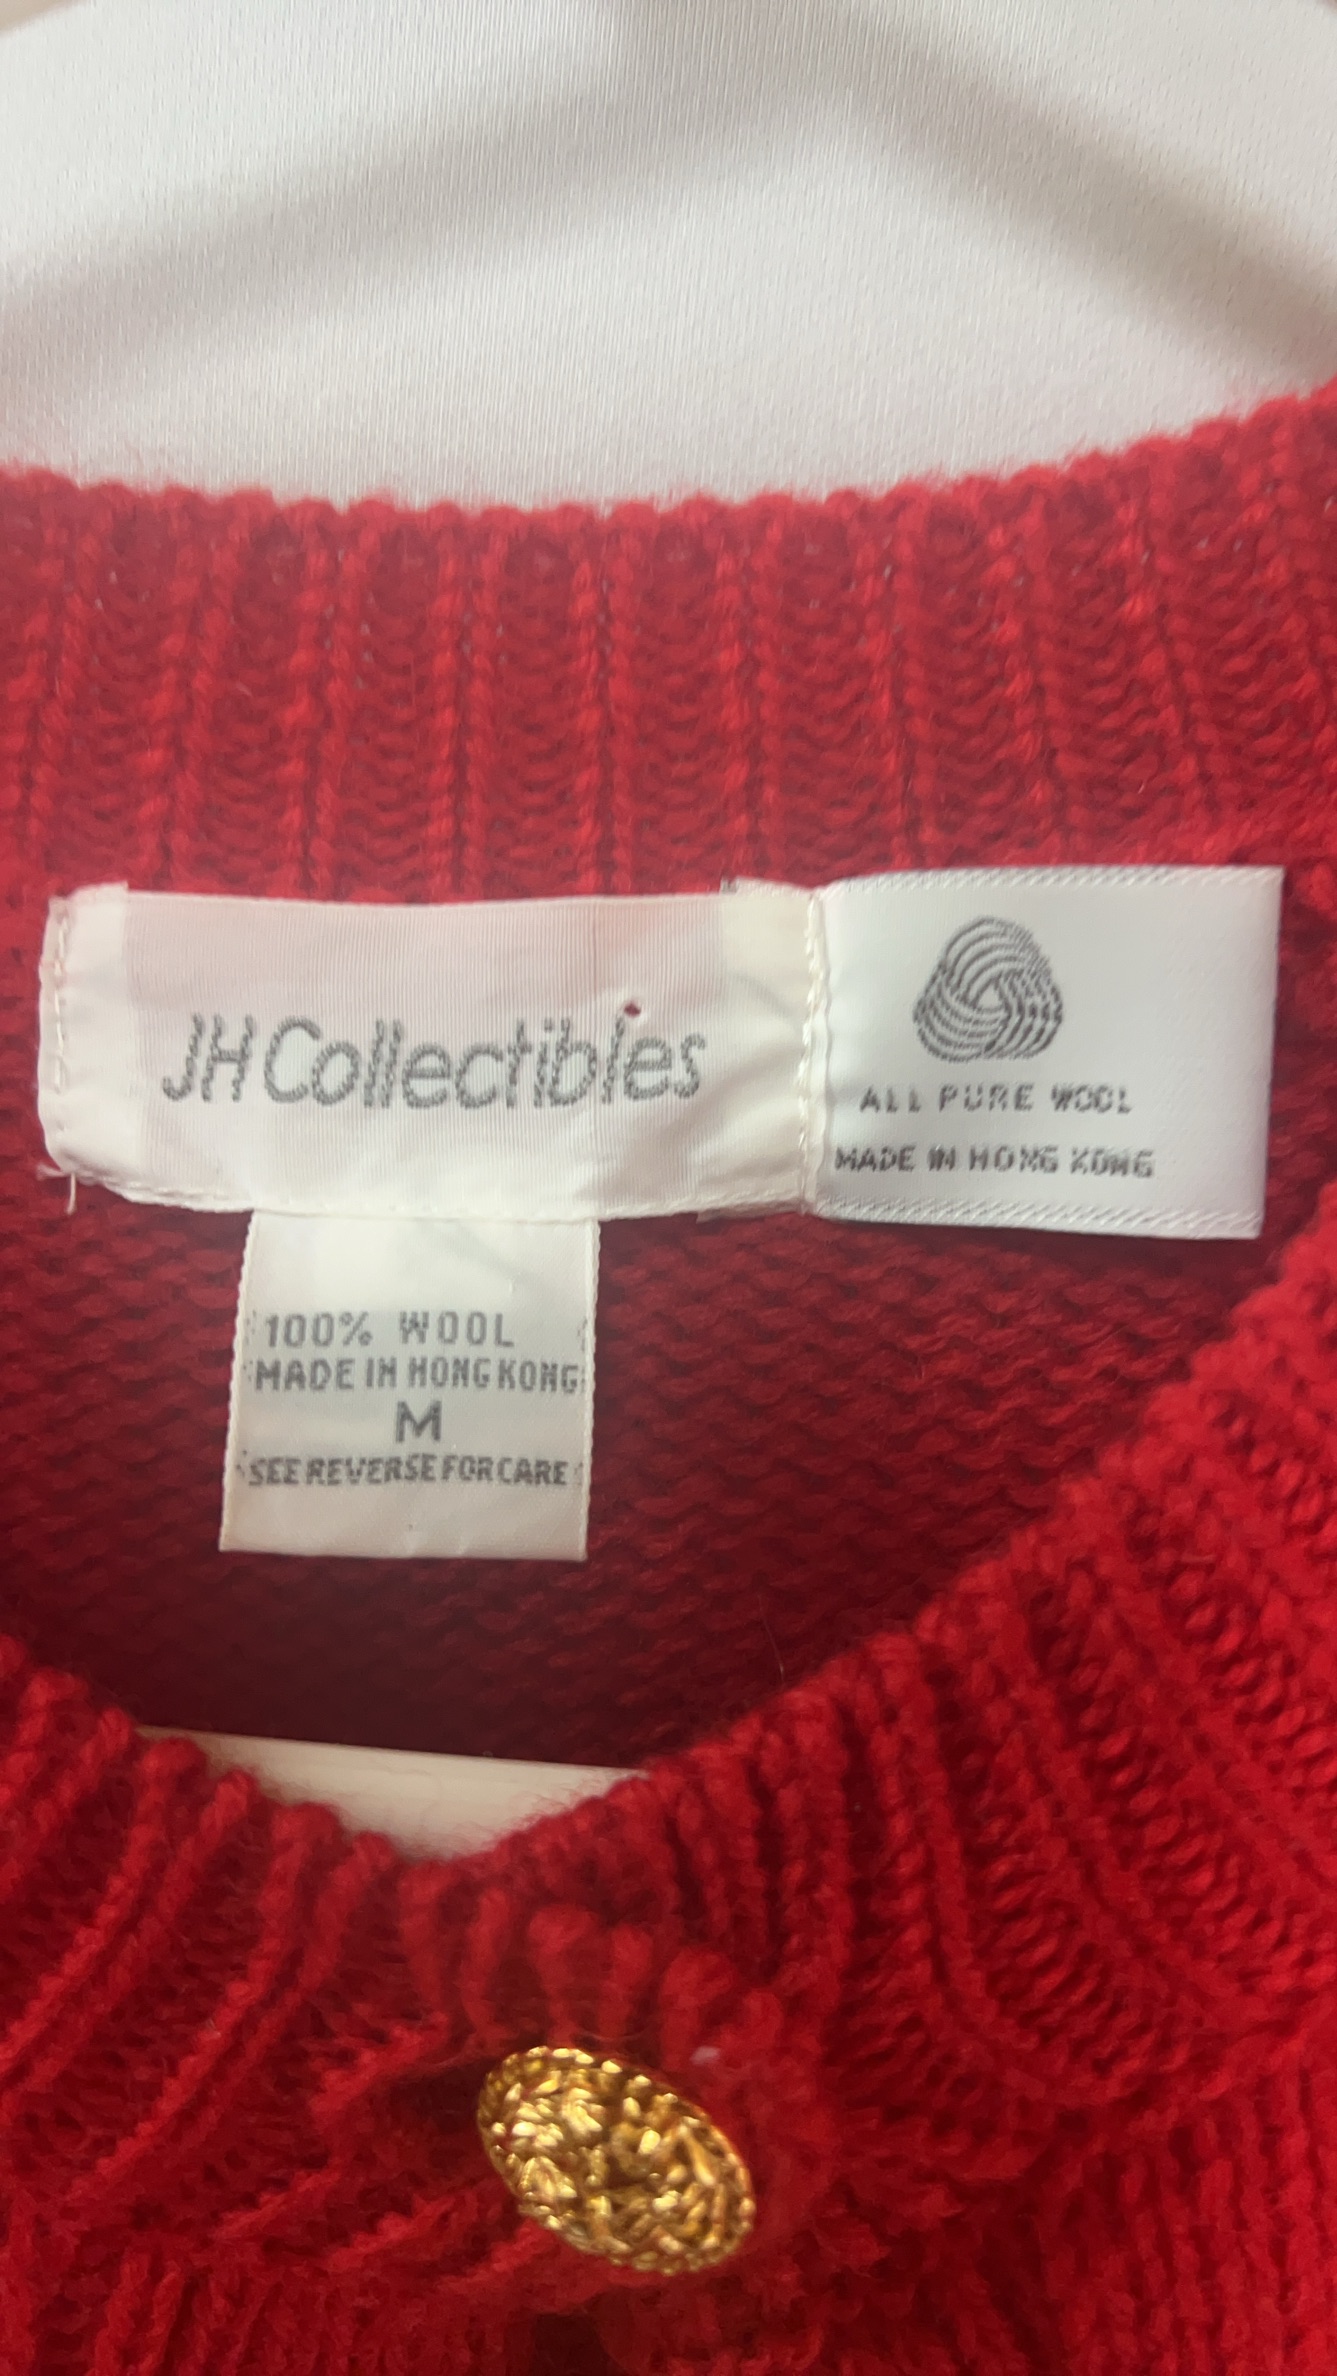 JH Collectibles
ALL PURE WOOL
MADE IN HONG KONG
100% WOOL
MADE IN HONG KONG
M
SEE REVERSE FOR CARE